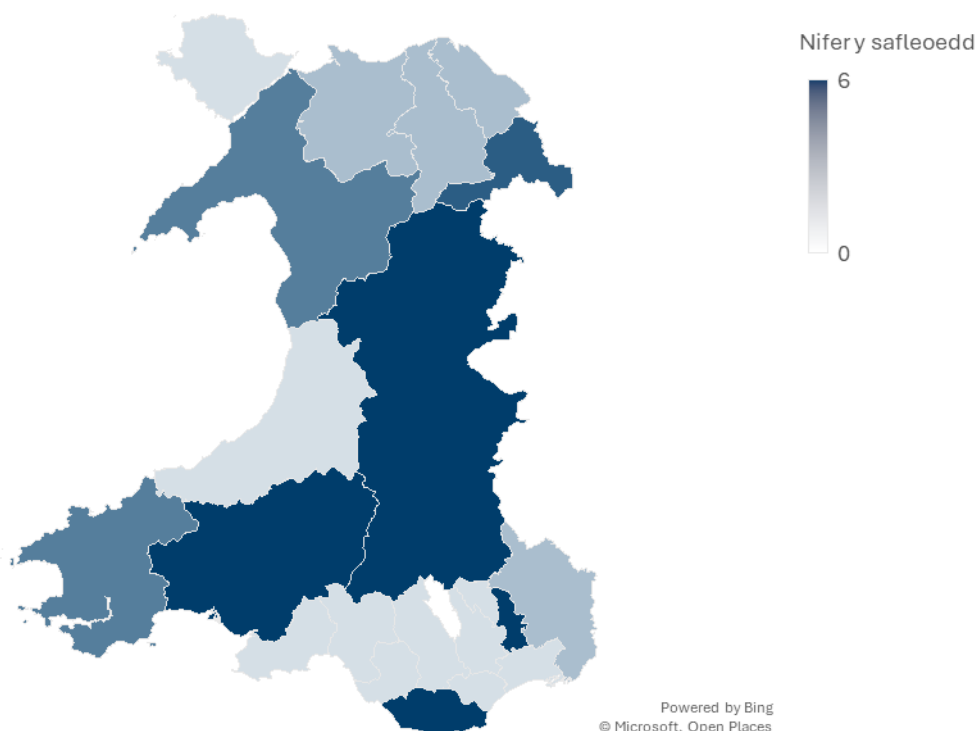 Nifer y safleoedd
6
0
Powered by Bing
© Microsoft, Open Places